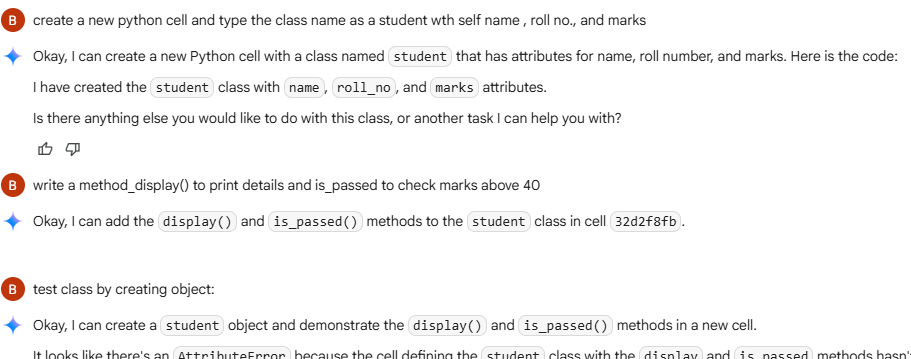 B create a new python cell and type the class name as a student wth self name , roll no., and marks
Okay, I can create a new Python cell with a class named student that has attributes for name, roll number, and marks. Here is the code:
I have created the student class with name, roll_no, and marks attributes.
Is there anything else you would like to do with this class, or another task I can help you with?
B write a method_display() to print details and is_passed to check marks above 40
Okay, I can add the display() and is_passed() methods to the student class in cell 32d2f8fb.
B test class by creating object:
Okay, I can create a student object and demonstrate the display() and is_passed() methods in a new cell.
It looks like there's an AttributeError because the cell defining the student class with the display and is_passed methods hasn'